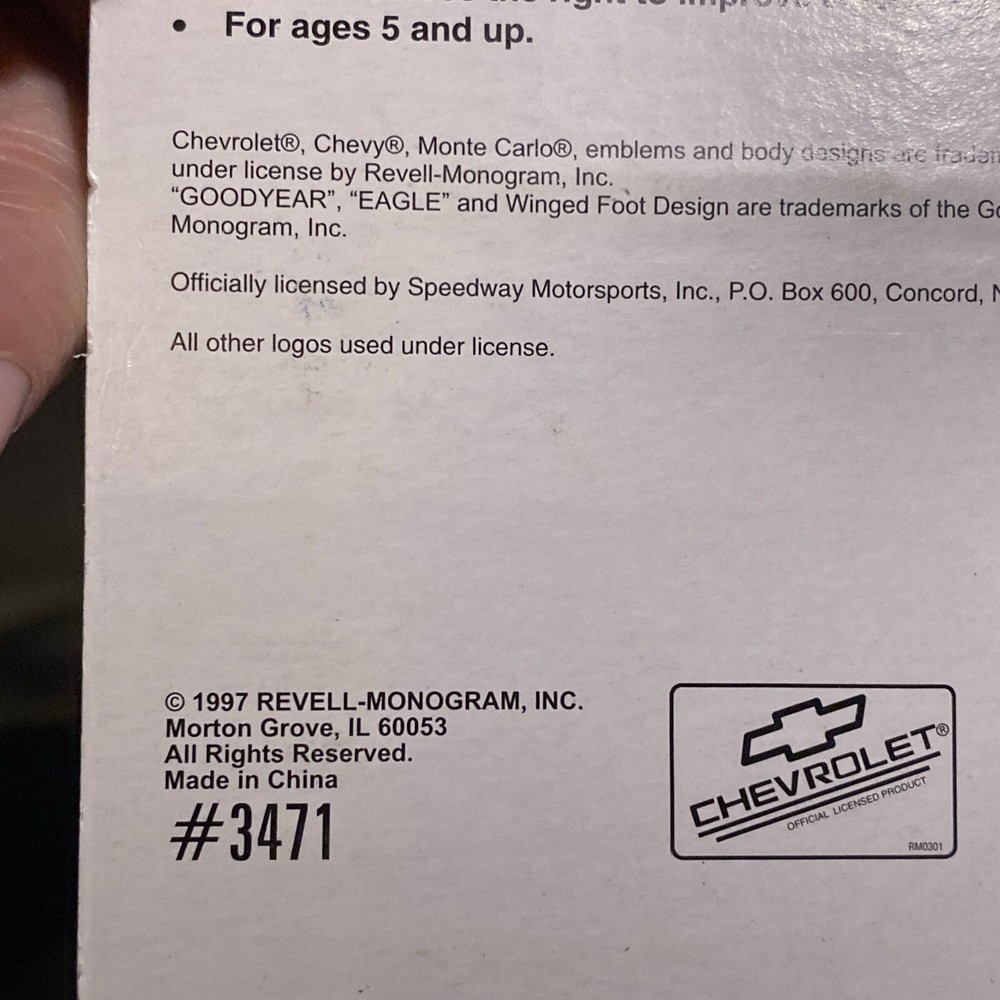 • For ages 5 and up.
Chevrolet®, Chevy®, Monte Carlo®, emblems and body designs are
under license by Revell-Monogram, Inc.
“GOODYEAR”, “EAGLE” and Winged Foot Design are trademarks of the
Monogram, Inc.
Officially licensed by Speedway Motorsports, Inc., P.O. Box 600, Concord,
All other logos used under license.
© 1997 REVELL-MONOGRAM, INC.
Morton Grove, IL 60053
All Rights Reserved.
Made in China
#3471
CHEVROLET®
OFFICIAL LICENSED PRODUCT
RM0301